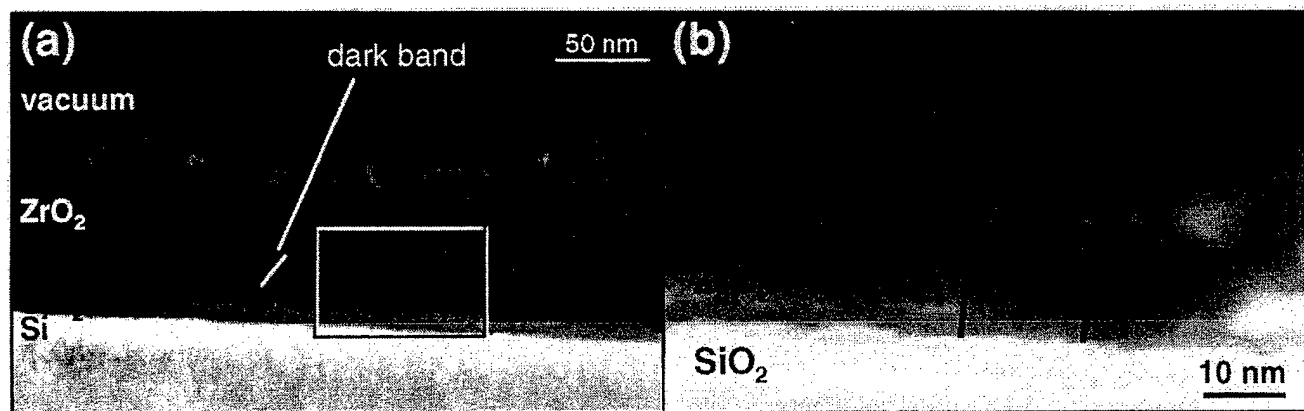 (a)
50 nm
dark band
vacuum
ZrO₂
Si
(b)
SiO₂
10 nm